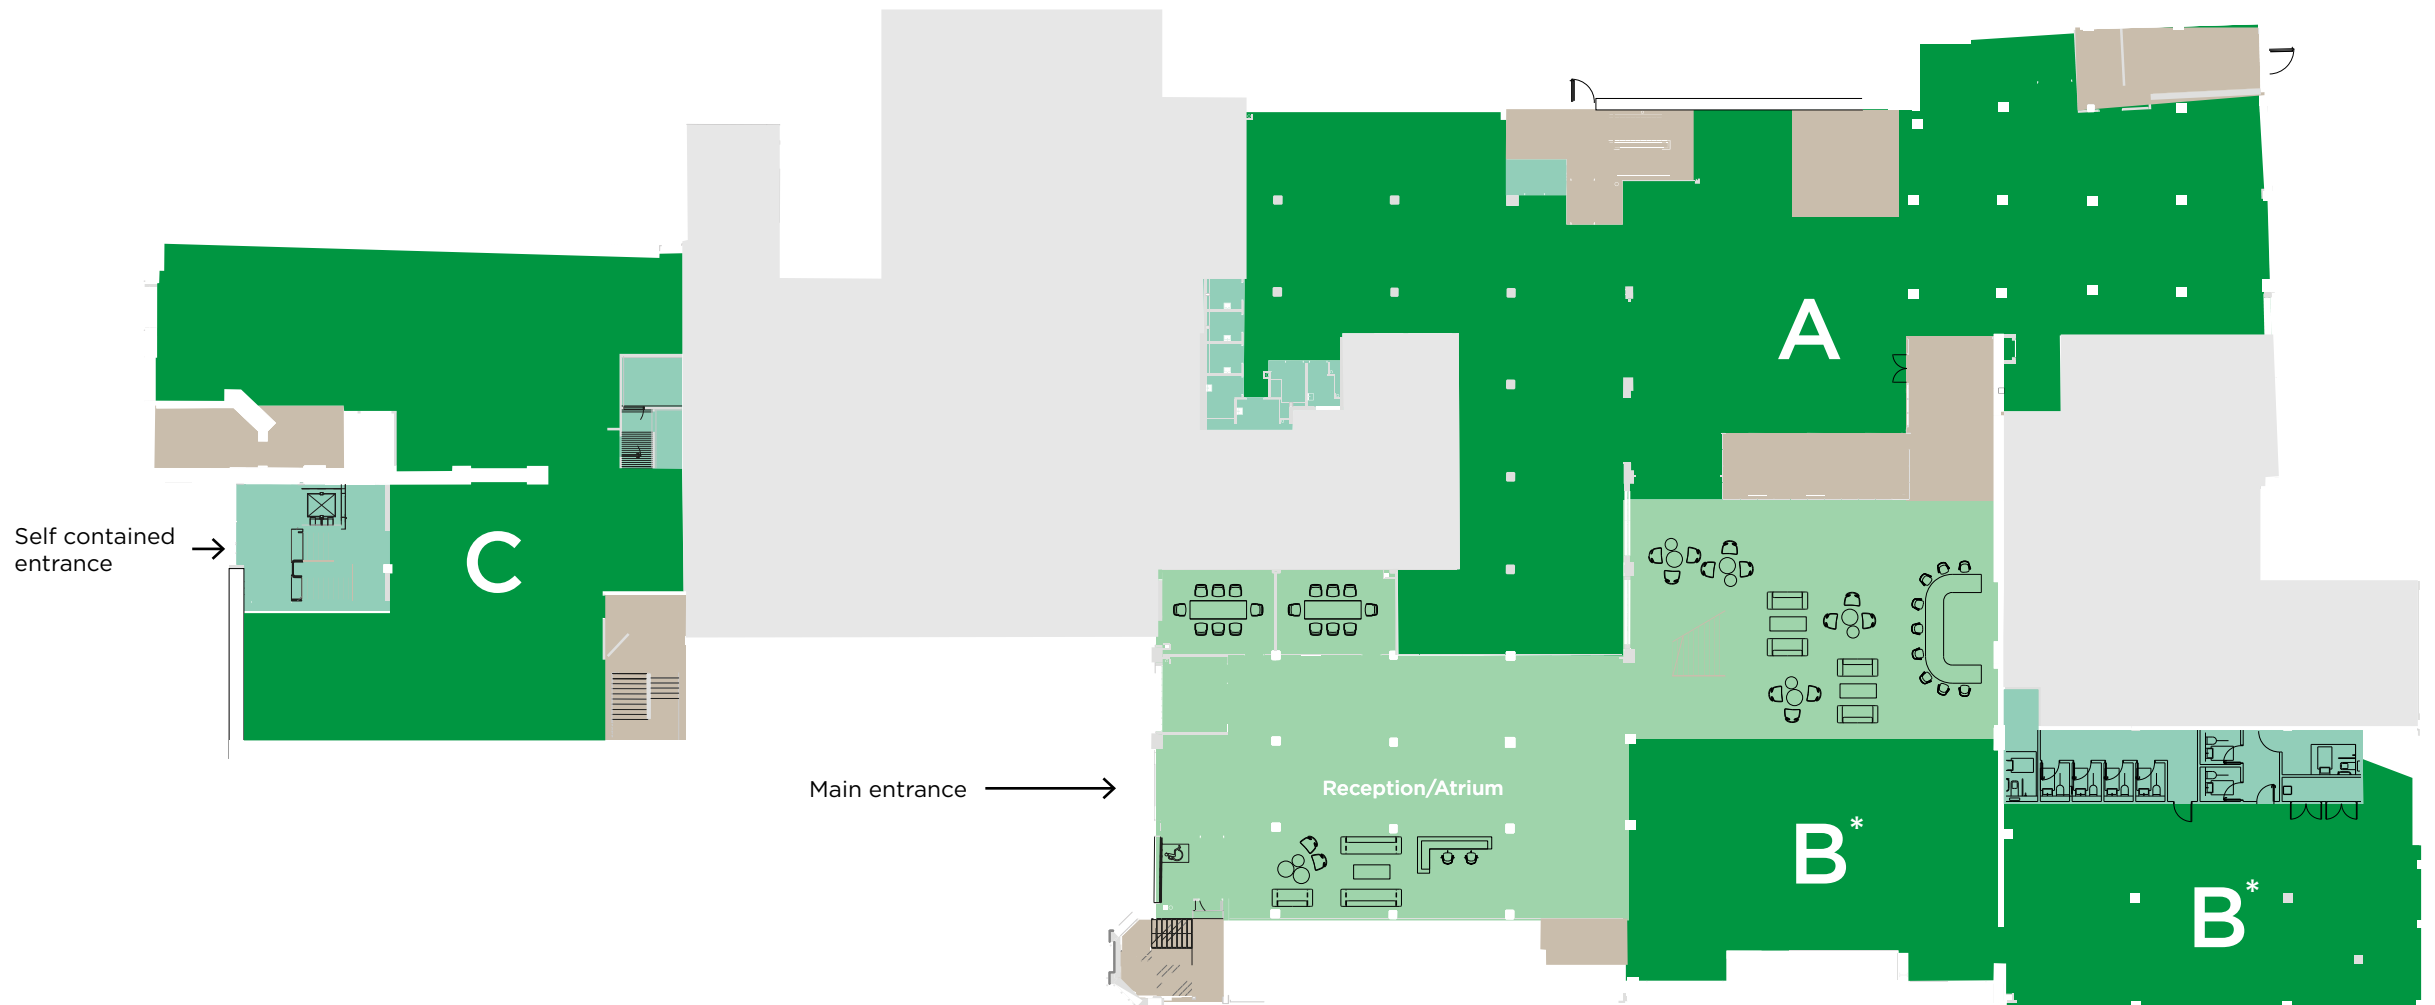 A
Self contained
entrance
C
Main entrance
Reception/Atrium
B*
B*